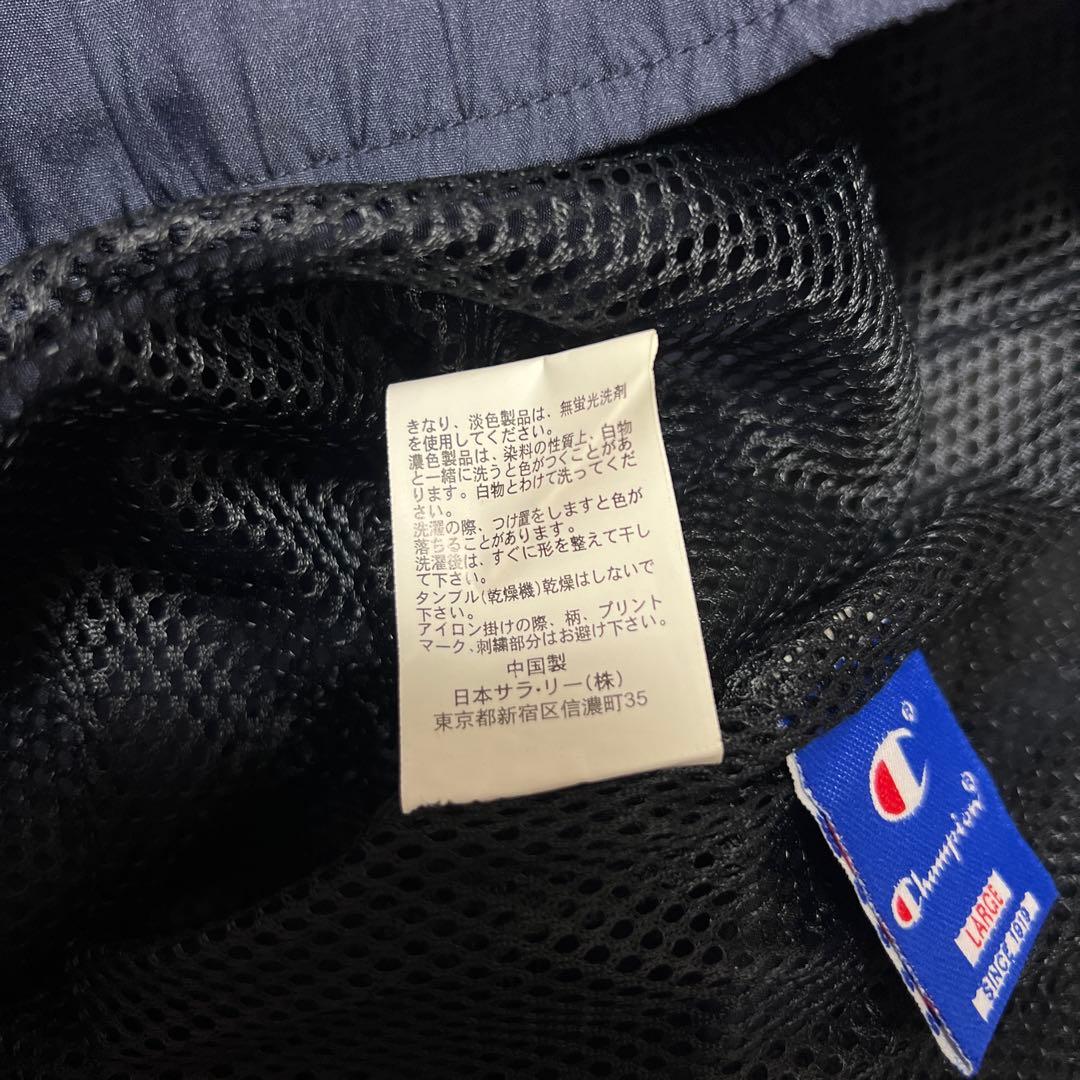 きなり、淡色製品は、無蛍光洗剤
を使用してください。
濃色製品は、染料の性質上、白物
と一緒に洗うと色がつくことがあ
ります。白物とわけて洗ってくだ
さい。
洗濯の際、つけ置をしますと色が
落ちることがあります。
洗濯後は、すぐに形を整えて干し
て下さい。
タンブル(乾燥機)乾燥はしないで
下さい。
アイロン掛けの際、柄、プリント
マーク、刺繍部分はお避け下さい。
中国製
日本サラ・リー(株)
東京都新宿区信濃町35
C®
Champion®
LARGE
SINCE 1919